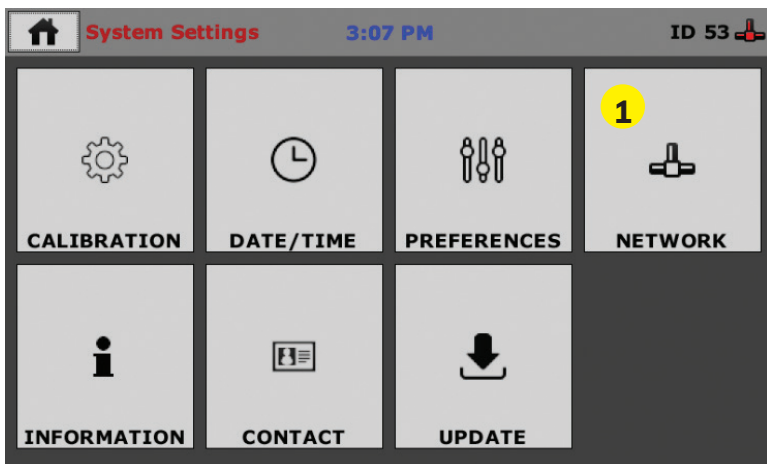 System Settings 3:07 PM ID 53
1
CALIBRATION DATE/TIME PREFERENCES NETWORK
INFORMATION CONTACT UPDATE